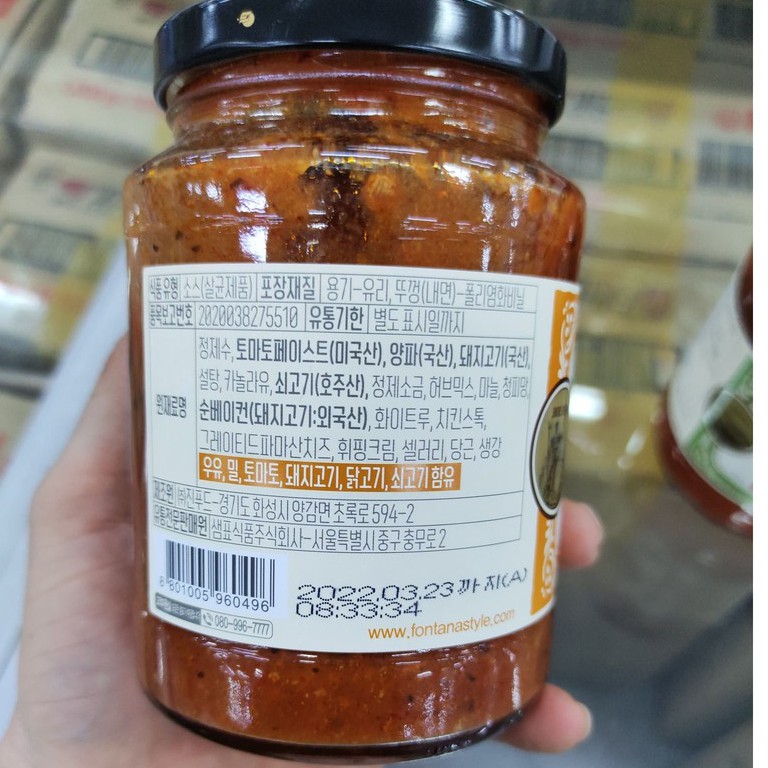 식품유형 소스(살균제품) 포장재질 용기-유리, 뚜껑(내면)-폴리염화비닐
품목보고번호 2020038275510 유통기한 별도 표시일까지
원재료명 정제수, 토마토페이스트(미국산), 양파(국산), 돼지고기(국산),
설탕, 카놀라유, 쇠고기(호주산), 정제소금, 허브믹스, 마늘, 청피망,
순베이컨(돼지고기:외국산), 화이트루, 치킨스톡,
그레이티드파마산치즈, 휘핑크림, 셀러리, 당근, 생강
우유, 밀, 토마토, 돼지고기, 닭고기, 쇠고기 함유
제조원 ㈜진푸드-경기도 화성시 양감면 초록로 594-2
유통전문판매원 샘표식품주식회사-서울특별시 중구 충무로 2
8 801005 960496
2022.03.23까지(A)
08:33:34
080-996-7777
www.fontanastyle.com